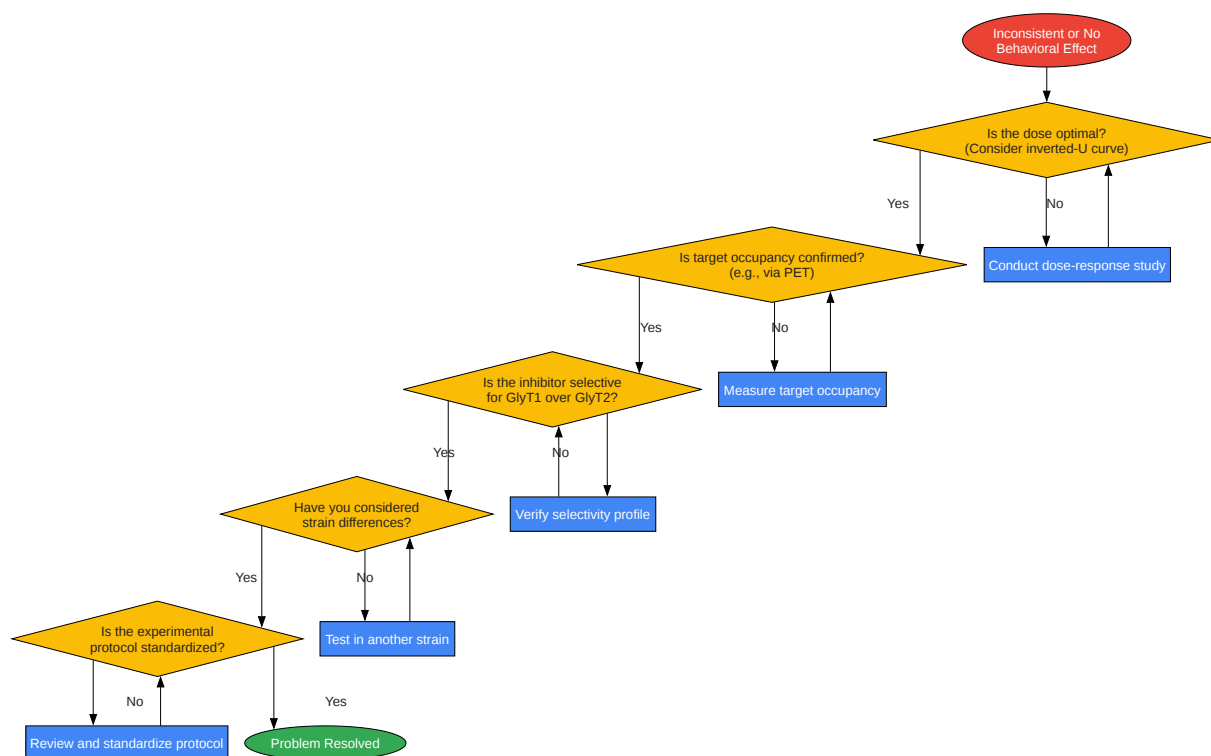 Inconsistent or No
Behavioral Effect
Is the dose optimal?
(Consider inverted-U curve)
Yes
No
Is target occupancy confirmed?
(e.g., via PET)
Conduct dose-response study
Yes
No
Is the inhibitor selective
for GlyT1 over GlyT2?
Measure target occupancy
Yes
No
Have you considered
strain differences?
Verify selectivity profile
Yes
No
Is the experimental
protocol standardized?
Test in another strain
No
Yes
Review and standardize protocol
Problem Resolved